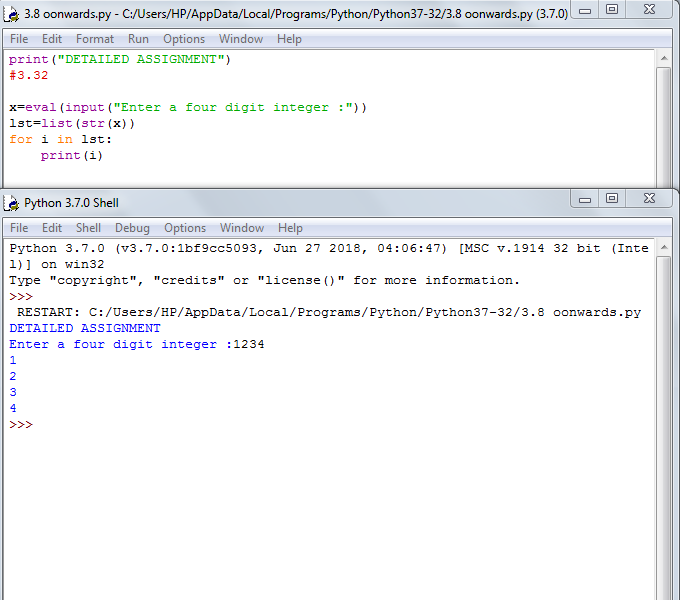 3.8 oonwards.py - C:/Users/HP/AppData/Local/Programs/Python/Python37-32/3.8 oonwards.py (3.7.0)
File Edit Format Run Options Window Help
print("DETAILED ASSIGNMENT")
#3.32
x=eval(input("Enter a four digit integer :"))
lst=list(str(x))
for i in lst:
    print(i)
Python 3.7.0 Shell
File Edit Shell Debug Options Window Help
Python 3.7.0 (v3.7.0:1bf9cc5093, Jun 27 2018, 04:06:47) [MSC v.1914 32 bit (Inte
l)] on win32
Type "copyright", "credits" or "license()" for more information.
>>>
 RESTART: C:/Users/HP/AppData/Local/Programs/Python/Python37-32/3.8 oonwards.py
DETAILED ASSIGNMENT
Enter a four digit integer :1234
1
2
3
4
>>>